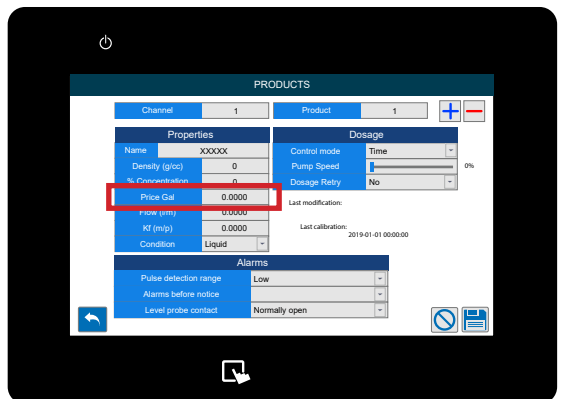 PRODUCTS
Channel 1 Product 1
Properties Dosage
Name XXXXX Control mode Time
Density (g/cc) 0 Pump Speed 0%
% Concentration 0 Dosage Retry No
Price Gal 0.0000 Last modification:
Flow (l/m) 0.0000
Kf (m/p) 0.0000 Last calibration:
2019-01-01 00:00:00
Condition Liquid
Alarms
Pulse detection range Low
Alarms before notice
Level probe contact Normally open